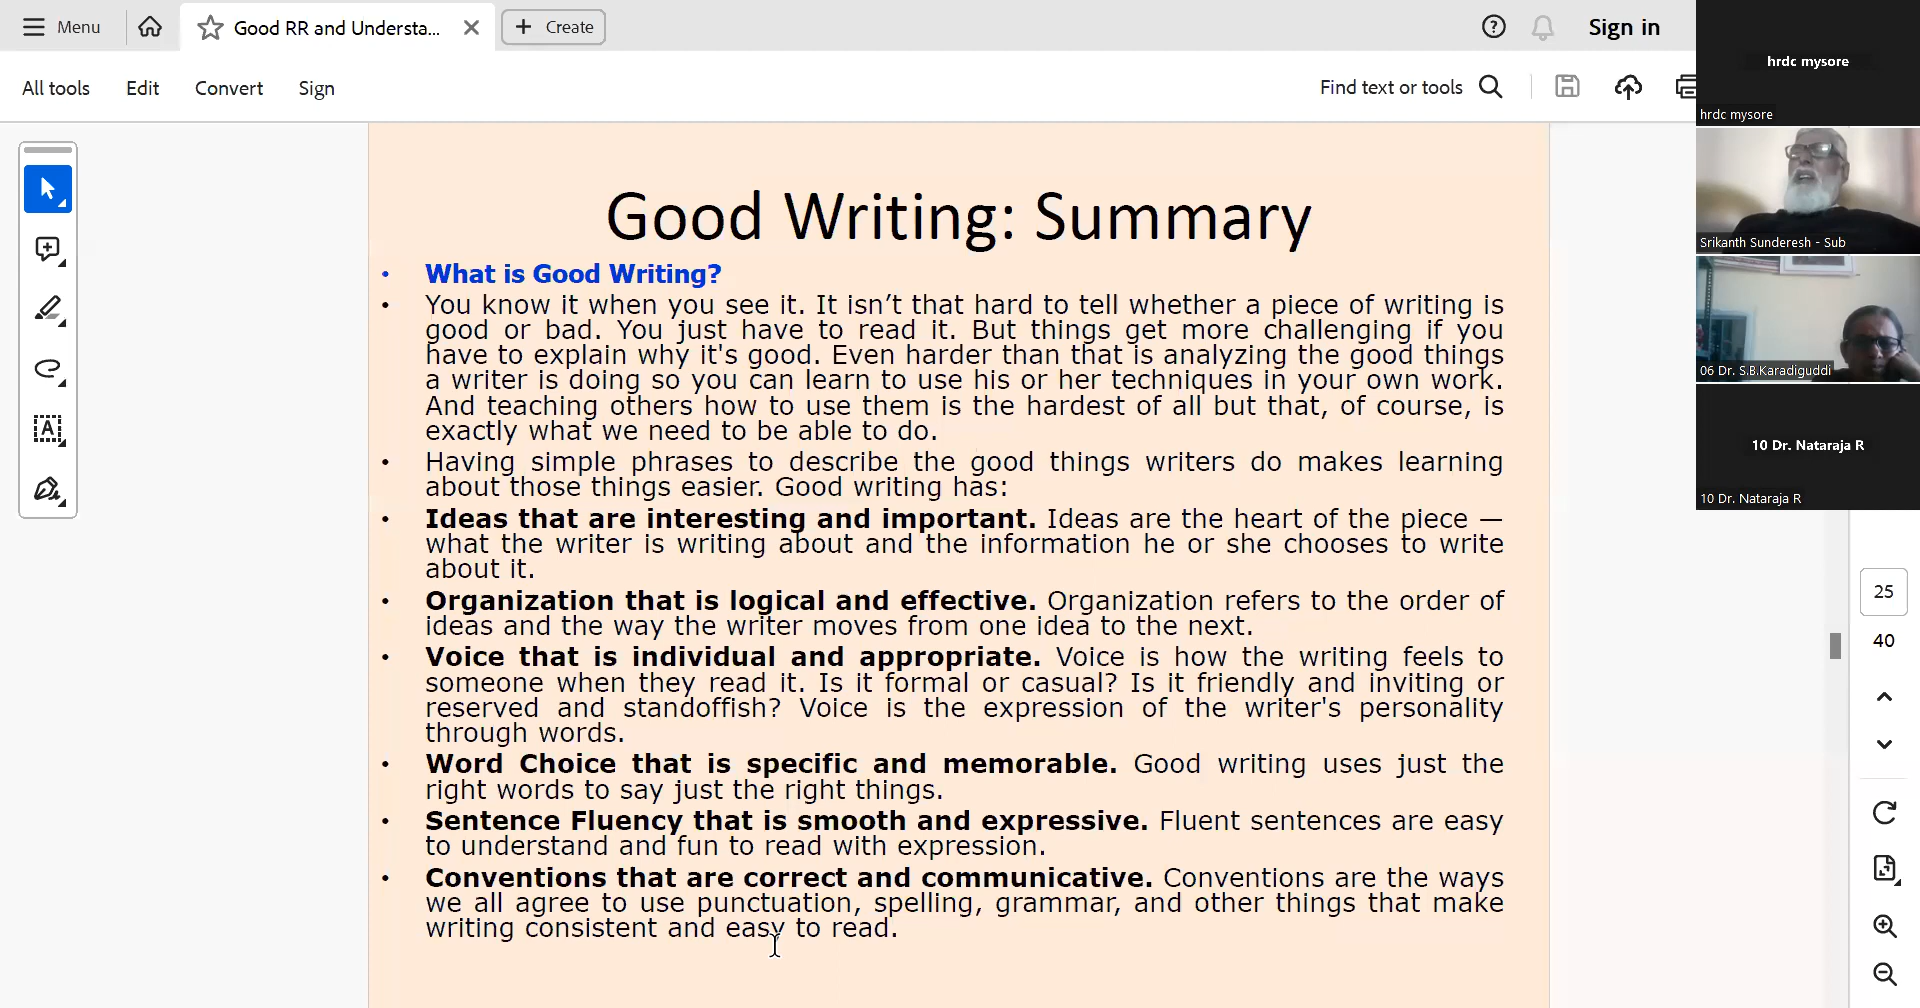 Menu
Good RR and Understa...
Create
Sign in
All tools
Edit
Convert
Sign
Find text or tools
hrdc mysore
hrdc mysore
Srikanth Sunderesh - Sub
06 Dr. S.B.Karadiguddi
10 Dr. Nataraja R
10 Dr. Nataraja R
Good Writing: Summary
• What is Good Writing?
• You know it when you see it. It isn’t that hard to tell whether a piece of writing is
good or bad. You just have to read it. But things get more challenging if you
have to explain why it's good. Even harder than that is analyzing the good things
a writer is doing so you can learn to use his or her techniques in your own work.
And teaching others how to use them is the hardest of all but that, of course, is
exactly what we need to be able to do.
• Having simple phrases to describe the good things writers do makes learning
about those things easier. Good writing has:
• Ideas that are interesting and important. Ideas are the heart of the piece —
what the writer is writing about and the information he or she chooses to write
about it.
• Organization that is logical and effective. Organization refers to the order of
ideas and the way the writer moves from one idea to the next.
• Voice that is individual and appropriate. Voice is how the writing feels to
someone when they read it. Is it formal or casual? Is it friendly and inviting or
reserved and standoffish? Voice is the expression of the writer's personality
through words.
• Word Choice that is specific and memorable. Good writing uses just the
right words to say just the right things.
• Sentence Fluency that is smooth and expressive. Fluent sentences are easy
to understand and fun to read with expression.
• Conventions that are correct and communicative. Conventions are the ways
we all agree to use punctuation, spelling, grammar, and other things that make
writing consistent and easy to read.
25
40